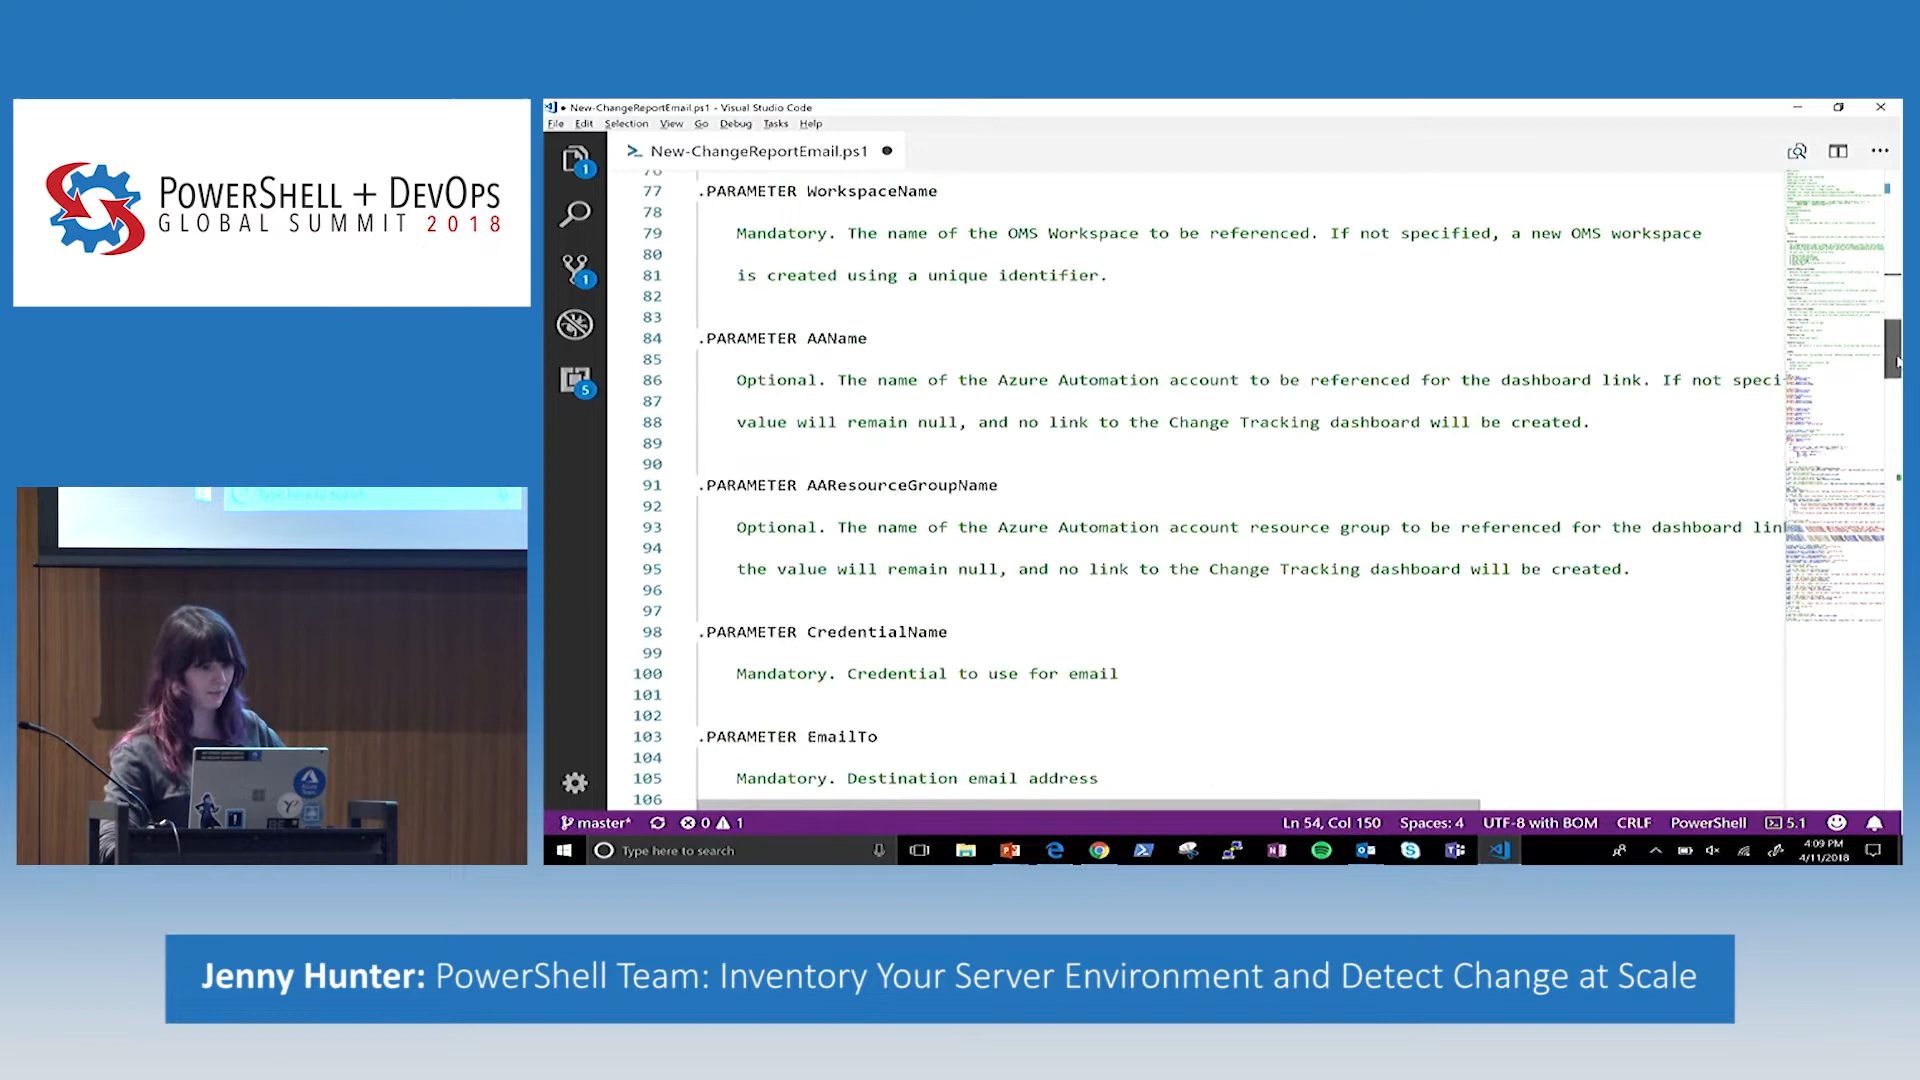 POWERSHELL + DEVOPS
GLOBAL SUMMIT 2018
New-ChangeReportEmail.ps1 - Visual Studio Code
File Edit Selection View Go Debug Tasks Help
New-ChangeReportEmail.ps1
1
1
5
76
77 .PARAMETER WorkspaceName
78
79 Mandatory. The name of the OMS Workspace to be referenced. If not specified, a new OMS workspace
80
81 is created using a unique identifier.
82
83
84 .PARAMETER AAName
85
86 Optional. The name of the Azure Automation account to be referenced for the dashboard link. If not speci
87
88 value will remain null, and no link to the Change Tracking dashboard will be created.
89
90
91 .PARAMETER AAResourceGroupName
92
93 Optional. The name of the Azure Automation account resource group to be referenced for the dashboard lin
94
95 the value will remain null, and no link to the Change Tracking dashboard will be created.
96
97
98 .PARAMETER CredentialName
99
100 Mandatory. Credential to use for email
101
102
103 .PARAMETER EmailTo
104
105 Mandatory. Destination email address
106
master* 0 1 Ln 54, Col 150 Spaces: 4 UTF-8 with BOM CRLF PowerShell 5.1
Type here to search
4:09 PM
4/11/2018
Type here to search
Azure
Team
Jenny Hunter: PowerShell Team: Inventory Your Server Environment and Detect Change at Scale